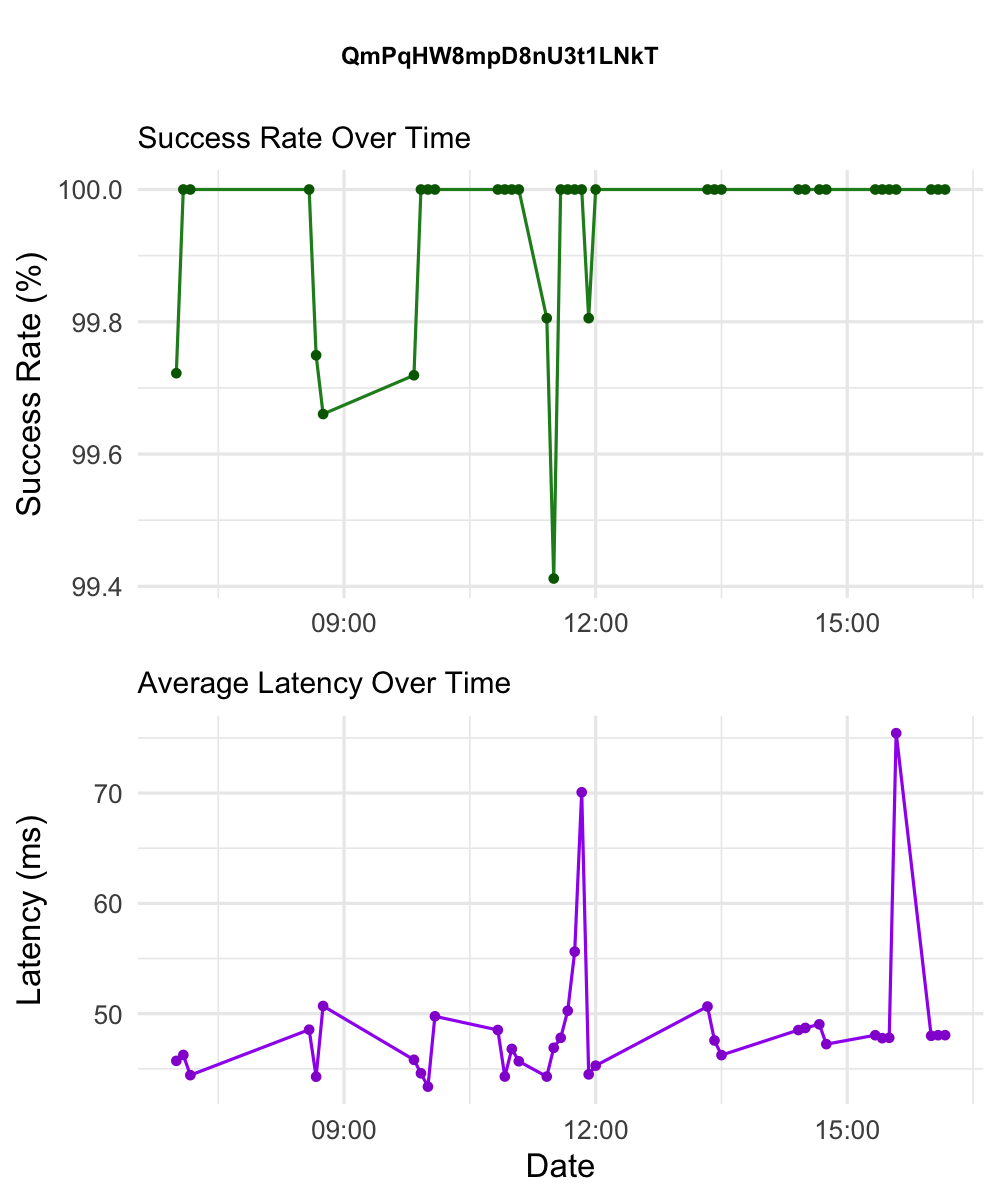 QmPqHW8mpD8nU3t1LNkT
Success Rate Over Time
Success Rate (%)
100.0
99.8
99.6
99.4
09:00 12:00 15:00
Average Latency Over Time
Latency (ms)
70
60
50
09:00 12:00 15:00
Date